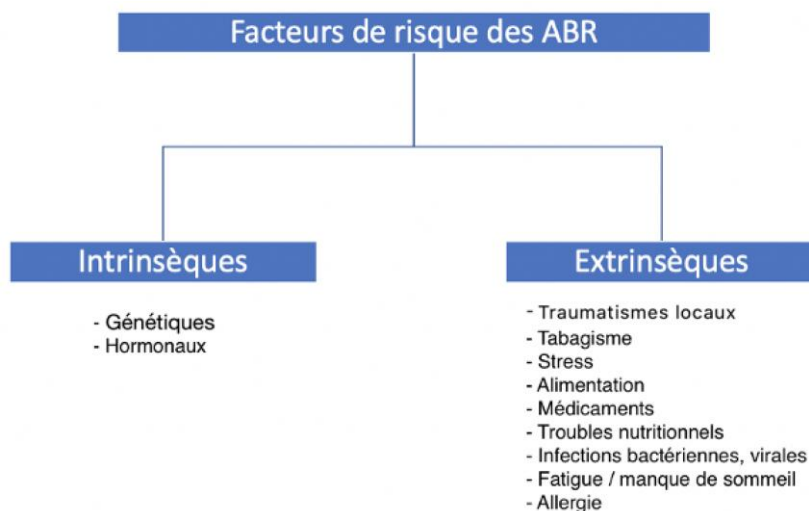 Facteurs de risque des ABR
Intrinsèques
- Génétiques
- Hormonaux
Extrinsèques
- Traumatismes locaux
- Tabagisme
- Stress
- Alimentation
- Médicaments
- Troubles nutritionnels
- Infections bactériennes, virales
- Fatigue / manque de sommeil
- Allergie